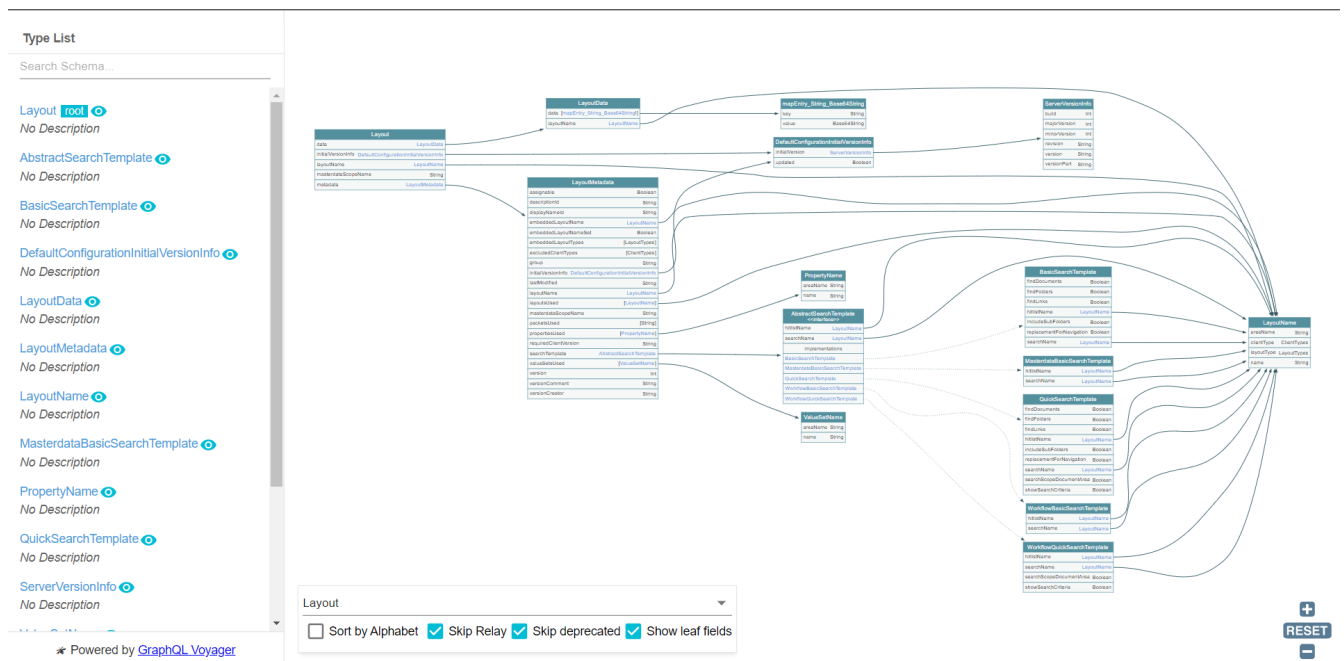 Type List
Search Schema...
Layout root
No Description
AbstractSearchTemplate
No Description
BasicSearchTemplate
No Description
DefaultConfigurationInitialVersionInfo
No Description
LayoutData
No Description
LayoutMetadata
No Description
LayoutName
No Description
MasterdataBasicSearchTemplate
No Description
PropertyName
No Description
QuickSearchTemplate
No Description
ServerVersionInfo
No Description
Powered by GraphQL Voyager
Layout
data LayoutData
initialVersionInfo DefaultConfigurationInitialVersionInfo
layoutName LayoutName
masterdataScopeName String
metadata LayoutMetadata
LayoutData
data [mapEntry_String_Base64String!]
layoutName LayoutName
LayoutMetadata
assignable Boolean
descriptionId String
displayNameId String
embeddedLayoutName LayoutName
embeddedLayoutNameSet Boolean
embeddedLayoutTypes [LayoutTypes]
excludedClientTypes [ClientTypes]
group String
initialVersionInfo DefaultConfigurationInitialVersionInfo
lastModified String
layoutName LayoutName
layoutsUsed [LayoutName]
masterdataScopeName String
packetsUsed [String]
propertiesUsed [PropertyName]
requiredClientVersion String
searchTemplate AbstractSearchTemplate
valueSetsUsed [ValueSetName]
version Int
versionComment String
versionCreator String
mapEntry_String_Base64String
key String
value Base64String
DefaultConfigurationInitialVersionInfo
initialVersion ServerVersionInfo
updated Boolean
PropertyName
areaName String
name String
AbstractSearchTemplate
<<interface>>
hitlistName LayoutName
searchName LayoutName
implementations
BasicSearchTemplate
MasterdataBasicSearchTemplate
QuickSearchTemplate
WorkflowBasicSearchTemplate
WorkflowQuickSearchTemplate
ValueSetName
areaName String
name String
ServerVersionInfo
build Int
majorVersion Int
minorVersion Int
revision String
version String
versionPart String
BasicSearchTemplate
findDocuments Boolean
findFolders Boolean
findLinks Boolean
hitlistName LayoutName
includeSubFolders Boolean
replacementForNavigation Boolean
searchName LayoutName
MasterdataBasicSearchTemplate
hitlistName LayoutName
searchName LayoutName
QuickSearchTemplate
findDocuments Boolean
findFolders Boolean
findLinks Boolean
hitlistName LayoutName
includeSubFolders Boolean
replacementForNavigation Boolean
searchName LayoutName
searchScopeDocumentArea Boolean
showSearchCriteria Boolean
WorkflowBasicSearchTemplate
hitlistName LayoutName
searchName LayoutName
WorkflowQuickSearchTemplate
hitlistName LayoutName
searchName LayoutName
searchScopeDocumentArea Boolean
showSearchCriteria Boolean
LayoutName
areaName String
clientType ClientTypes
layoutType LayoutTypes
name String
Layout
Sort by Alphabet Skip Relay Skip deprecated Show leaf fields
RESET